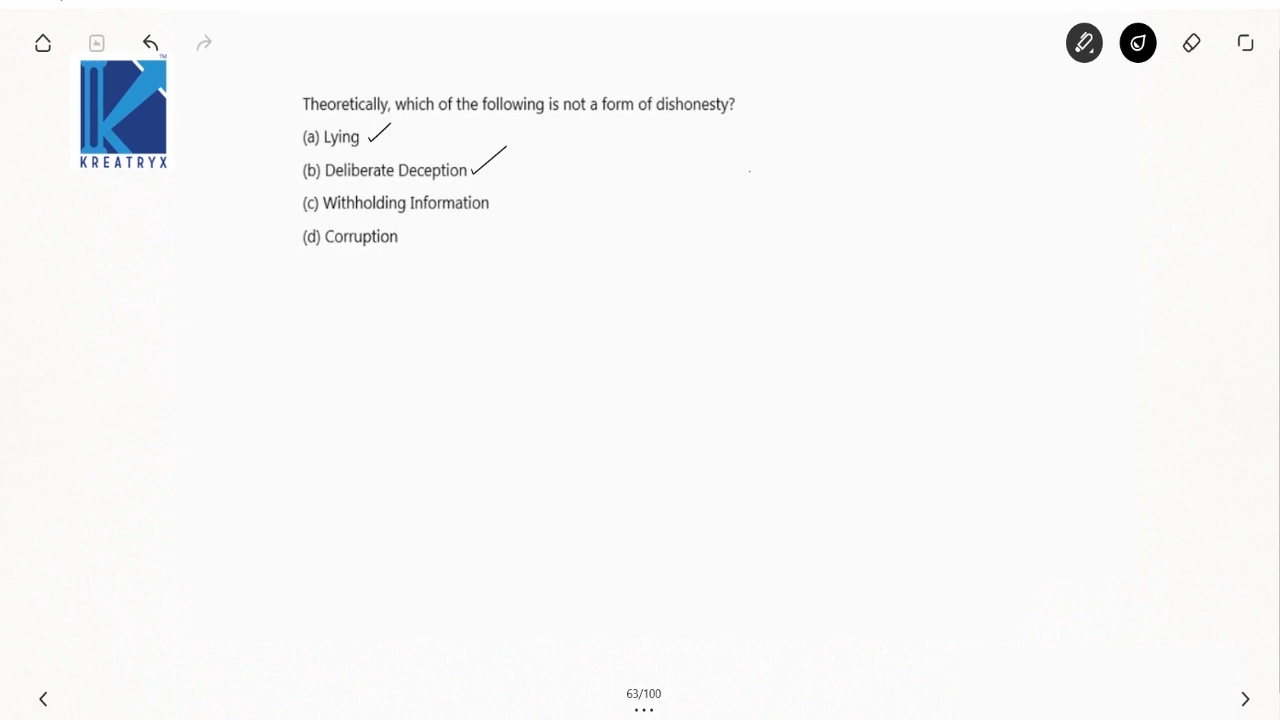 ™
KREATRYX
Theoretically, which of the following is not a form of dishonesty?
(a) Lying
(b) Deliberate Deception
(c) Withholding Information
(d) Corruption
63/100